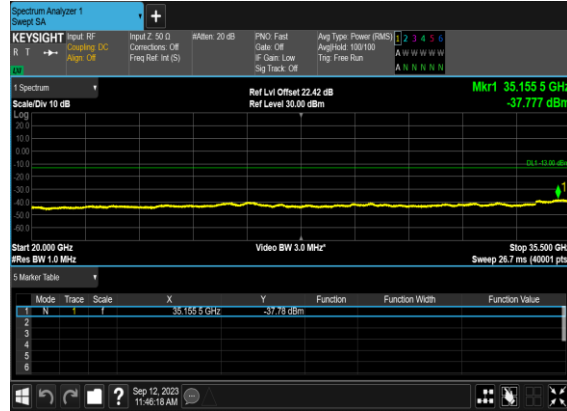 Spectrum Analyzer 1
Swept SA
+
KEYSIGHT Input: RF Input Z: 50 Ω #Atten: 20 dB PNO: Fast Avg Type: Power (RMS) 1 2 3 4 5 6
R T Coupling: DC Corrections: Off Gate: Off Avg|Hold: 100/100 A W W W W W
Align: Off Freq Ref: Int (S) IF Gain: Low Trig: Free Run
Sig Track: Off A N N N N N
1 Spectrum Ref Lvl Offset 22.42 dB Mkr1 35.155 5 GHz
Scale/Div 10 dB Ref Level 30.00 dBm -37.777 dBm
Log
20.0
10.0
0.00
-10.0 DL1 -13.00 dBm
-20.0
-30.0
-40.0 1
-50.0
-60.0
Start 20.000 GHz Video BW 3.0 MHz* Stop 35.500 GHz
#Res BW 1.0 MHz Sweep 26.7 ms (40001 pts
5 Marker Table
Mode Trace Scale X Y Function Function Width Function Value
1 N 1 f 35.155 5 GHz -37.78 dBm
2
3
4
5
6
? Sep 12, 2023
11:46:18 AM